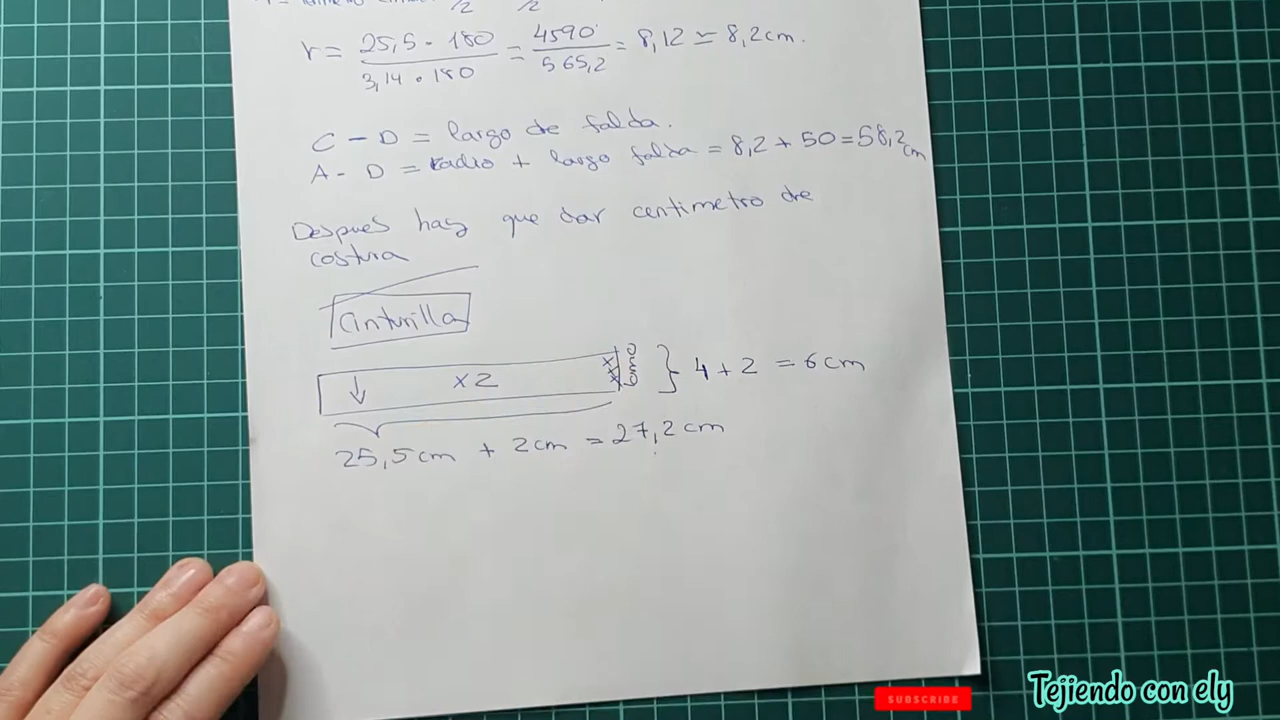 r = 25,5 . 180 / 3,14 . 180 = 4590 / 565,2 = 8,12 ≃ 8,2 cm.
C - D = largo de falda.
A - D = radio + largo falda = 8,2 + 50 = 58,2 cm
Despues hay que dar centimetro de
costura
Cinturilla
x2 } 4 + 2 = 6 cm
25,5 cm + 2 cm = 27,2 cm
SUBSCRIBE
Tejiendo con ely